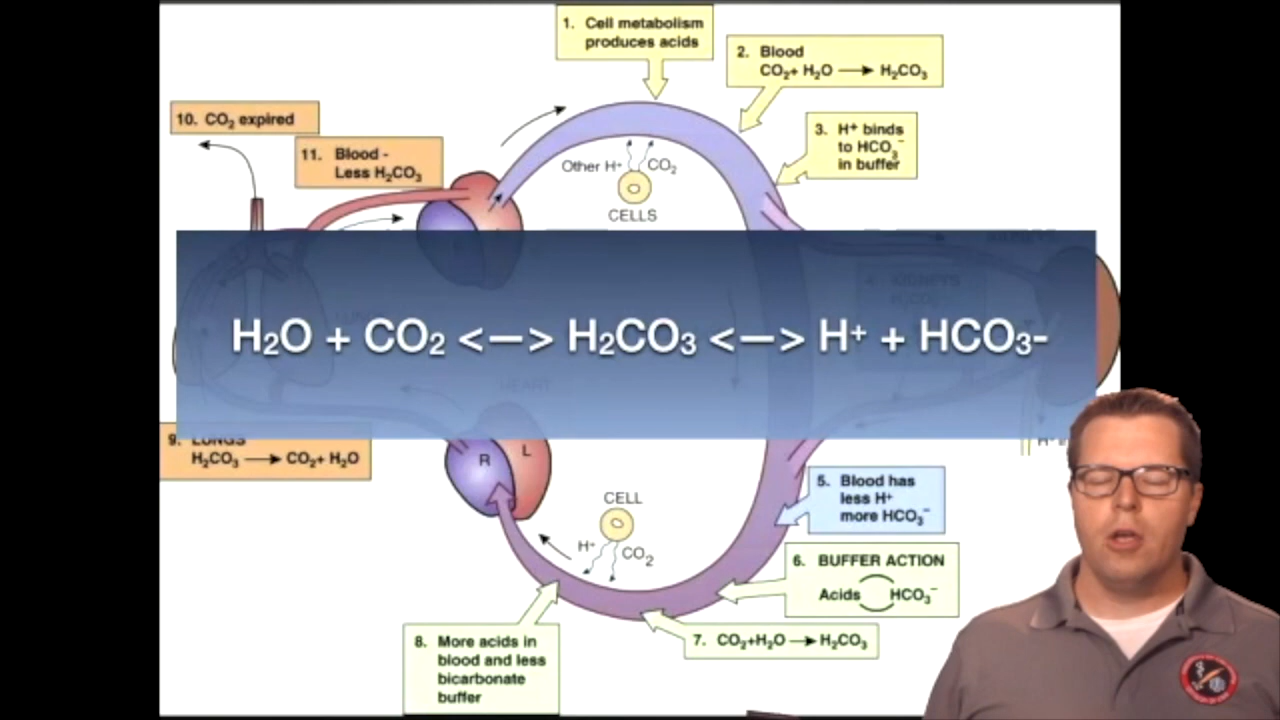 1. Cell metabolism
produces acids
2. Blood
CO₂+ H₂O → H₂CO₃
3. H⁺ binds
to HCO₃⁻
in buffer
10. CO₂ expired
11. Blood -
Less H₂CO₃
Other H⁺
CO₂
CELLS
4. KIDNEYS
H₂O + CO₂ <—> H₂CO₃ <—> H⁺ + HCO₃-
HEART
9. LUNGS
H₂CO₃ → CO₂+ H₂O
R
L
CELL
H⁺
CO₂
5. Blood has
less H⁺
more HCO₃⁻
6. BUFFER ACTION
Acids HCO₃⁻
7. CO₂+H₂O → H₂CO₃
8. More acids in
blood and less
bicarbonate
buffer